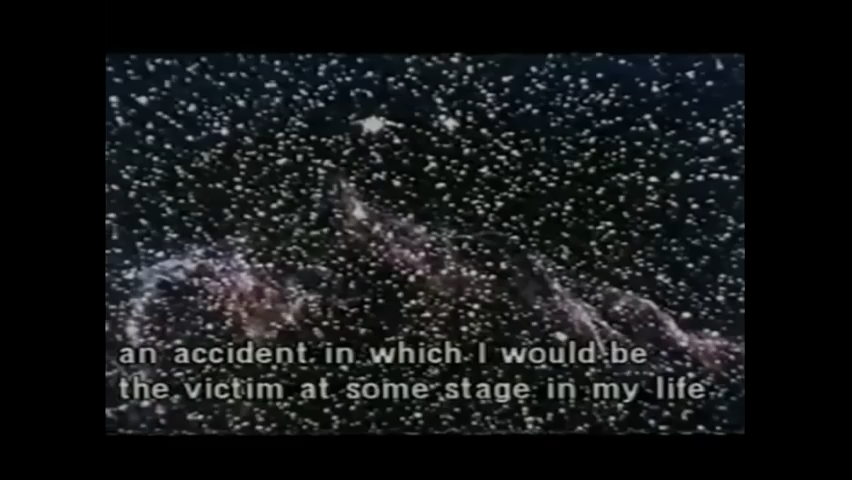 an accident in which I would be
the victim at some stage in my life